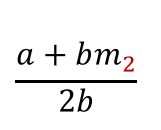 a + bm₂
2b